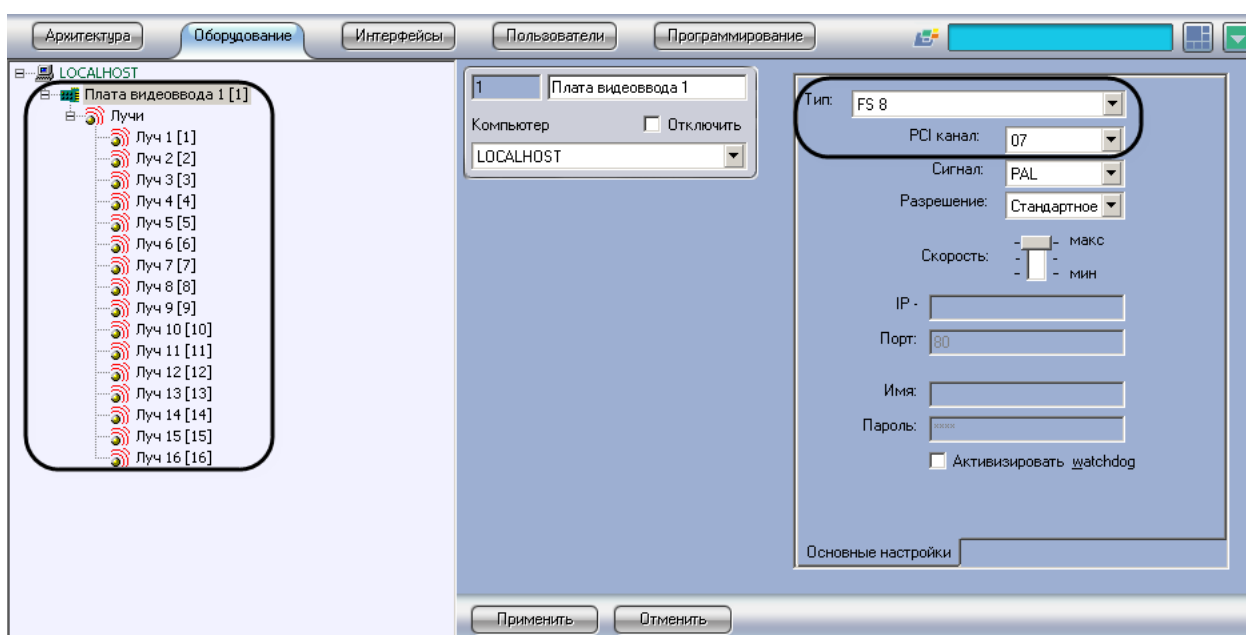 Архитектура Оборудование Интерфейсы Пользователи Программирование
LOCALHOST
Плата видеоввода 1 [1]
Лучи
Луч 1 [1]
Луч 2 [2]
Луч 3 [3]
Луч 4 [4]
Луч 5 [5]
Луч 6 [6]
Луч 7 [7]
Луч 8 [8]
Луч 9 [9]
Луч 10 [10]
Луч 11 [11]
Луч 12 [12]
Луч 13 [13]
Луч 14 [14]
Луч 15 [15]
Луч 16 [16]
1 Плата видеоввода 1
Компьютер Отключить
LOCALHOST
Тип: FS 8
PCI канал: 07
Сигнал: PAL
Разрешение: Стандартное
Скорость: макс
мин
IP -
Порт: 80
Имя:
Пароль: ****
Активизировать watchdog
Основные настройки
Применить Отменить